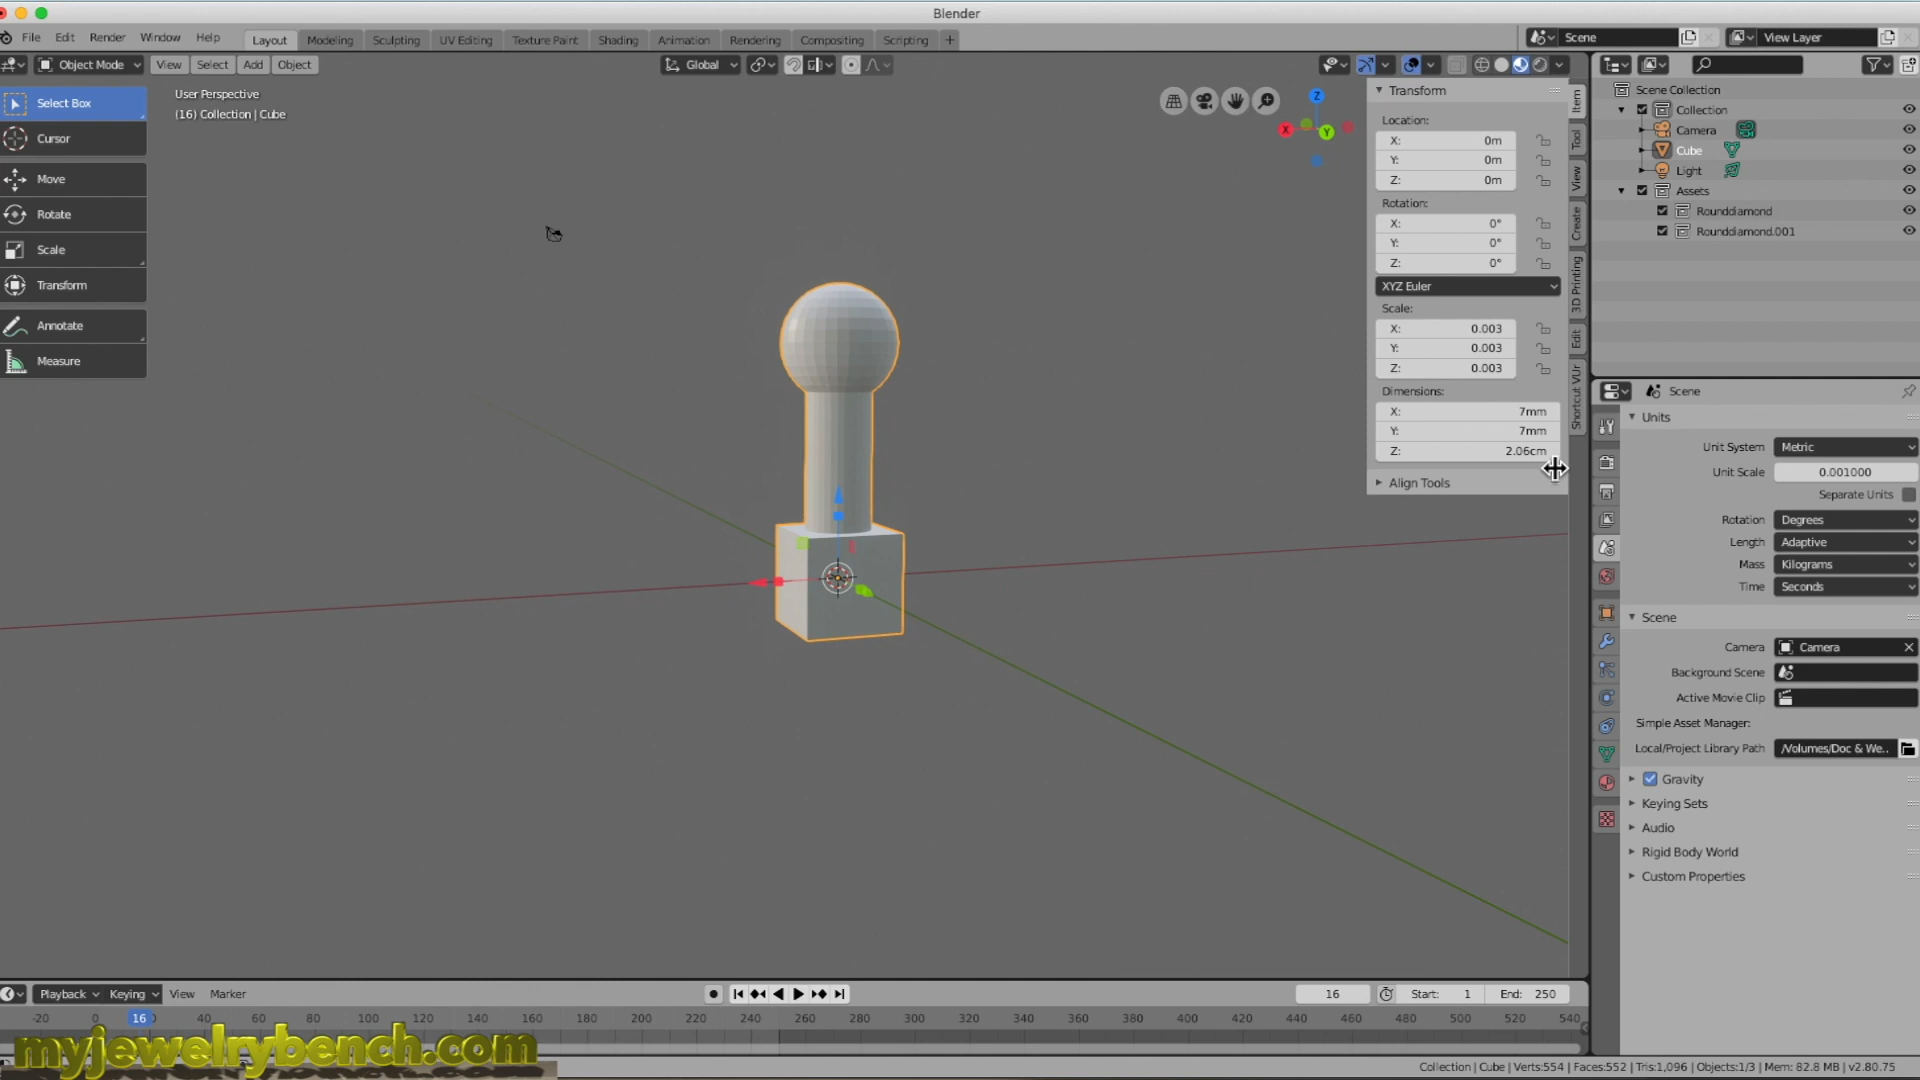 Blender
File Edit Render Window Help Layout Modeling Sculpting UV Editing Texture Paint Shading Animation Rendering Compositing Scripting + Scene View Layer
Object Mode View Select Add Object Global
Select Box
Cursor
Move
Rotate
Scale
Transform
Annotate
Measure
User Perspective
(16) Collection | Cube
Z
X
Y
Transform
Location:
X: 0m
Y: 0m
Z: 0m
Rotation:
X: 0°
Y: 0°
Z: 0°
XYZ Euler
Scale:
X: 0.003
Y: 0.003
Z: 0.003
Dimensions:
X: 7mm
Y: 7mm
Z: 2.06cm
Align Tools
Item
Tool
View
Create
3D Printing
Edit
Shortcut VUr
Scene Collection
Collection
Camera
Cube
Light
Assets
Rounddiamond
Rounddiamond.001
Scene
Units
Unit System Metric
Unit Scale 0.001000
Separate Units
Rotation Degrees
Length Adaptive
Mass Kilograms
Time Seconds
Scene
Camera Camera
Background Scene
Active Movie Clip
Simple Asset Manager:
Local/Project Library Path /Volumes/Doc & We..
Gravity
Keying Sets
Audio
Rigid Body World
Custom Properties
Playback Keying View Marker 16 Start: 1 End: 250
-20 0 16 40 60 80 100 120 140 160 180 200 220 240 260 280 300 320 340 360 380 400 420 440 460 480 500 520 540
myjewelrybench.com
Collection | Cube | Verts:554 | Faces:552 | Tris:1,096 | Objects:1/3 | Mem: 82.8 MB | v2.80.75